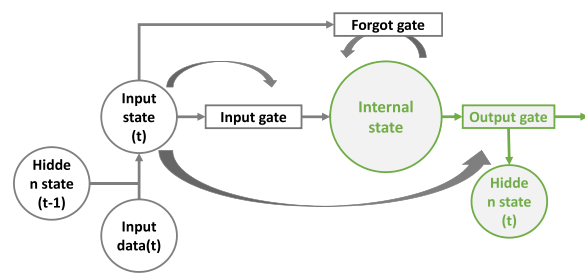 Forgot gate
Input
state
(t)
Input gate
Internal
state
Output gate
Hidde
n state
(t-1)
Input
data(t)
Hidde
n state
(t)